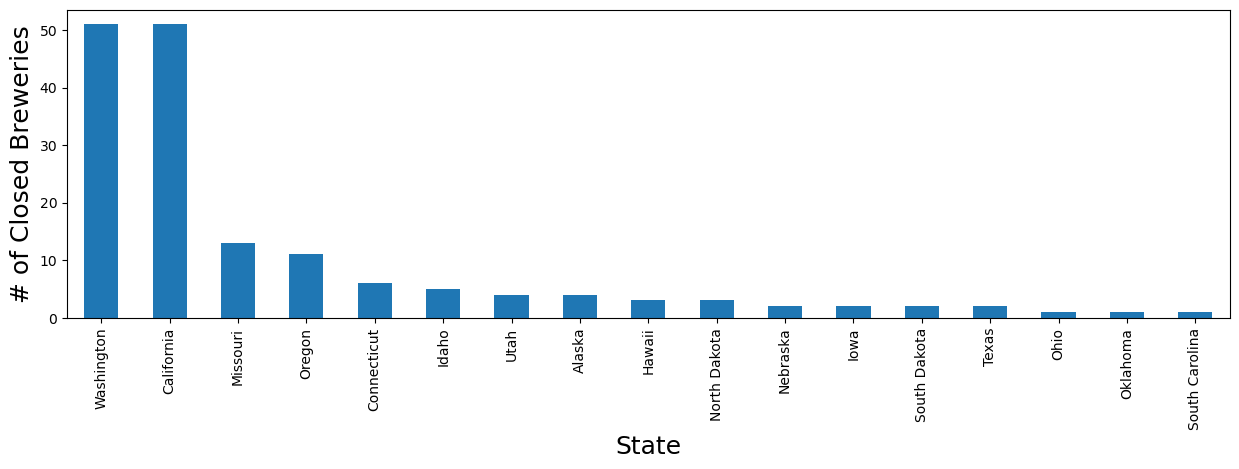 # of Closed Breweries
50
40
30
20
10
0
Washington
California
Missouri
Oregon
Connecticut
Idaho
Utah
Alaska
Hawaii
North Dakota
Nebraska
Iowa
South Dakota
Texas
Ohio
Oklahoma
South Carolina
State